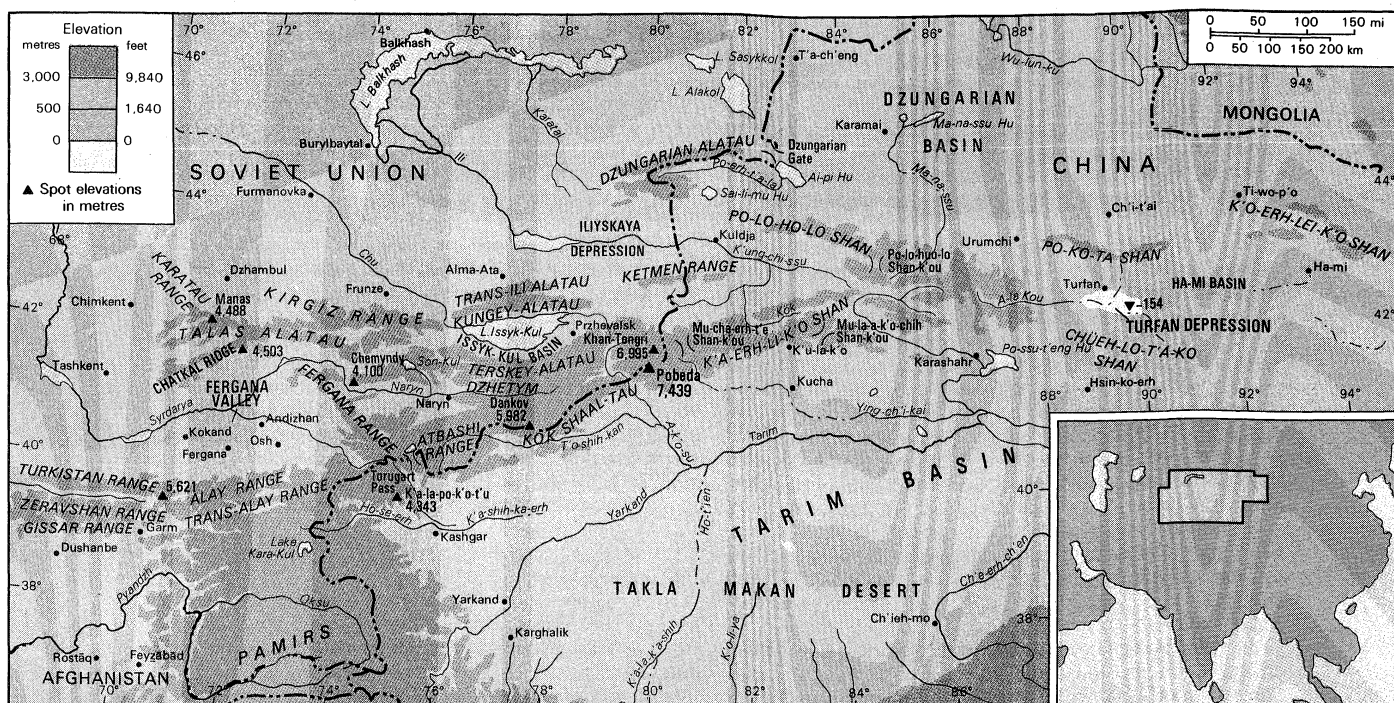 Elevation
metres feet
3,000 9,840
500 1,640
0 0
▲ Spot elevations
in metres
0 50 100 150 mi
0 50 100 150 200 km
70° 72° 74° 76° 78° 80° 82° 84° 86° 88° 90° 92° 94°
46°
Balkhash
L. Balkhash
L. Sasykkol
T'a-ch'eng
Wu-lun-ku
L. Alakol
DZUNGARIAN
BASIN
Karamai
Ma-na-ssu Hu
MONGOLIA
Karatal
Burylbaytal
Ili
DZUNGARIAN ALATAU
Dzungarian
Gate
Po-erh-t'a-la
Ai-pi Hu
Ma-na-ssu
CHINA
SOVIET UNION
44°
Furmanovka
Sai-li-mu Hu
Ti-wo-p'o
44°
K'O-ERH-LEI-K'O SHAN
Ch'i-t'ai
68°
ILIYSKAYA
DEPRESSION
Kuldja
PO-LO-HO-LO SHAN
Urumchi
PO-KO-TA SHAN
Chu
K'ung-chi-ssu
Po-lo-huo-lo
Shan-k'ou
Ha-mi
KARATAU
RANGE
Dzhambul
Alma-Ata
KETMEN RANGE
Turfan
HA-MI BASIN
42°
Chimkent
Manas
4,488
KIRGIZ RANGE
Frunze
TRANS-ILI ALATAU
KUNGEY-ALATAU
A-la Kou
-154
42°
TURFAN DEPRESSION
TALAS ALATAU
L. Issyk-Kul
Przhevalsk
Khan-Tengri
6,995
Kok
Mu-cha-erh-t'e
Shan-k'ou
K'A-ERH-LI-K'O SHAN
Mu-la-a-k'o-chih
Shan-k'ou
ISSYK-KUL BASIN
CHÜEH-LO-T'A-KO
SHAN
Po-ssu-t'eng Hu
Tashkent
CHATKAL RIDGE
4,503
Chemyndy
4,100
Son-Kul
TERSKEY-ALATAU
K'u-la-k'o
Karashahr
Hsin-ko-erh
FERGANA
VALLEY
FERGANA RANGE
Naryn
Naryn
DZHETYM
Dankov
5,982
Pobeda
7,439
Kucha
Ying-ch'i-kai
88° 90° 92° 94°
Syrdarya
Andizhan
KOKSHAAL-TAU
40°
Kokand
Osh
Fergana
ATBASHI
RANGE
T'o-shih-kan
A-k'o-su
Tarim
TARIM BASIN
40°
TURKISTAN RANGE
5,621
ALAY RANGE
Torugart
Pass
K'a-la-po-k'o-t'u
4,943
ZERAVSHAN RANGE
TRANS-ALAY RANGE
Ho-se-erh
K'a-shih-ka-erh
Yarkand
Ho-t'ien
GISSAR RANGE
Garm
Kashgar
Dushanbe
Lake
Kara-Kul
38°
TAKLA MAKAN DESERT
Ch'e-erh-ch'en
Pyandzh
Oksu
Yarkand
Ch'ieh-mo
38°
PAMIRS
Karghalik
K'a-la-k'a-shih
K'o-li-ya
Rostāq
Feyzābād
AFGHANISTAN
70° 72° 74° 76° 78° 80° 82° 84° 86°